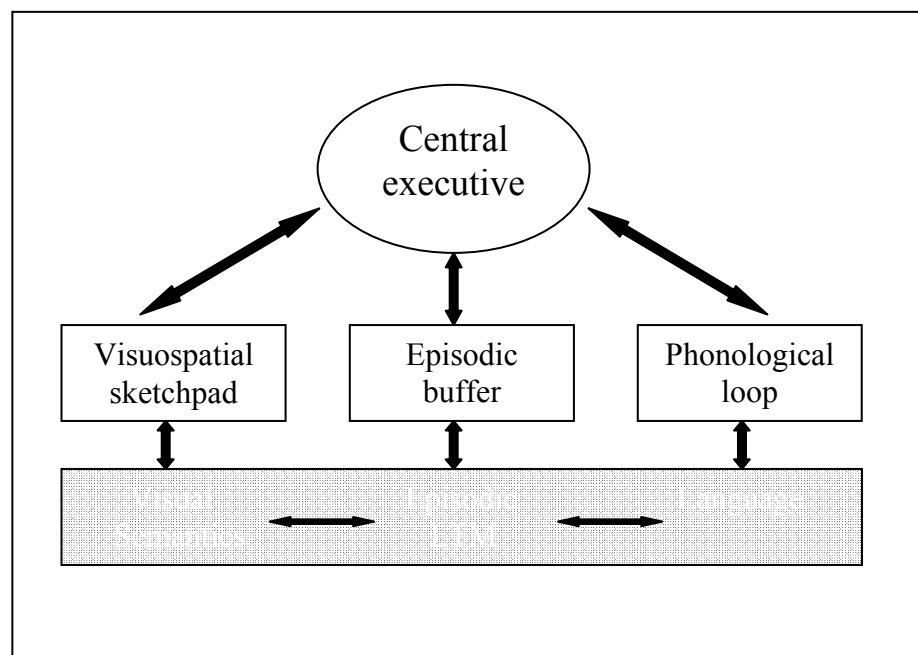 Central
executive
Visuospatial
sketchpad
Episodic
buffer
Phonological
loop
Visual
Semantics
Episodic
LTM
Language